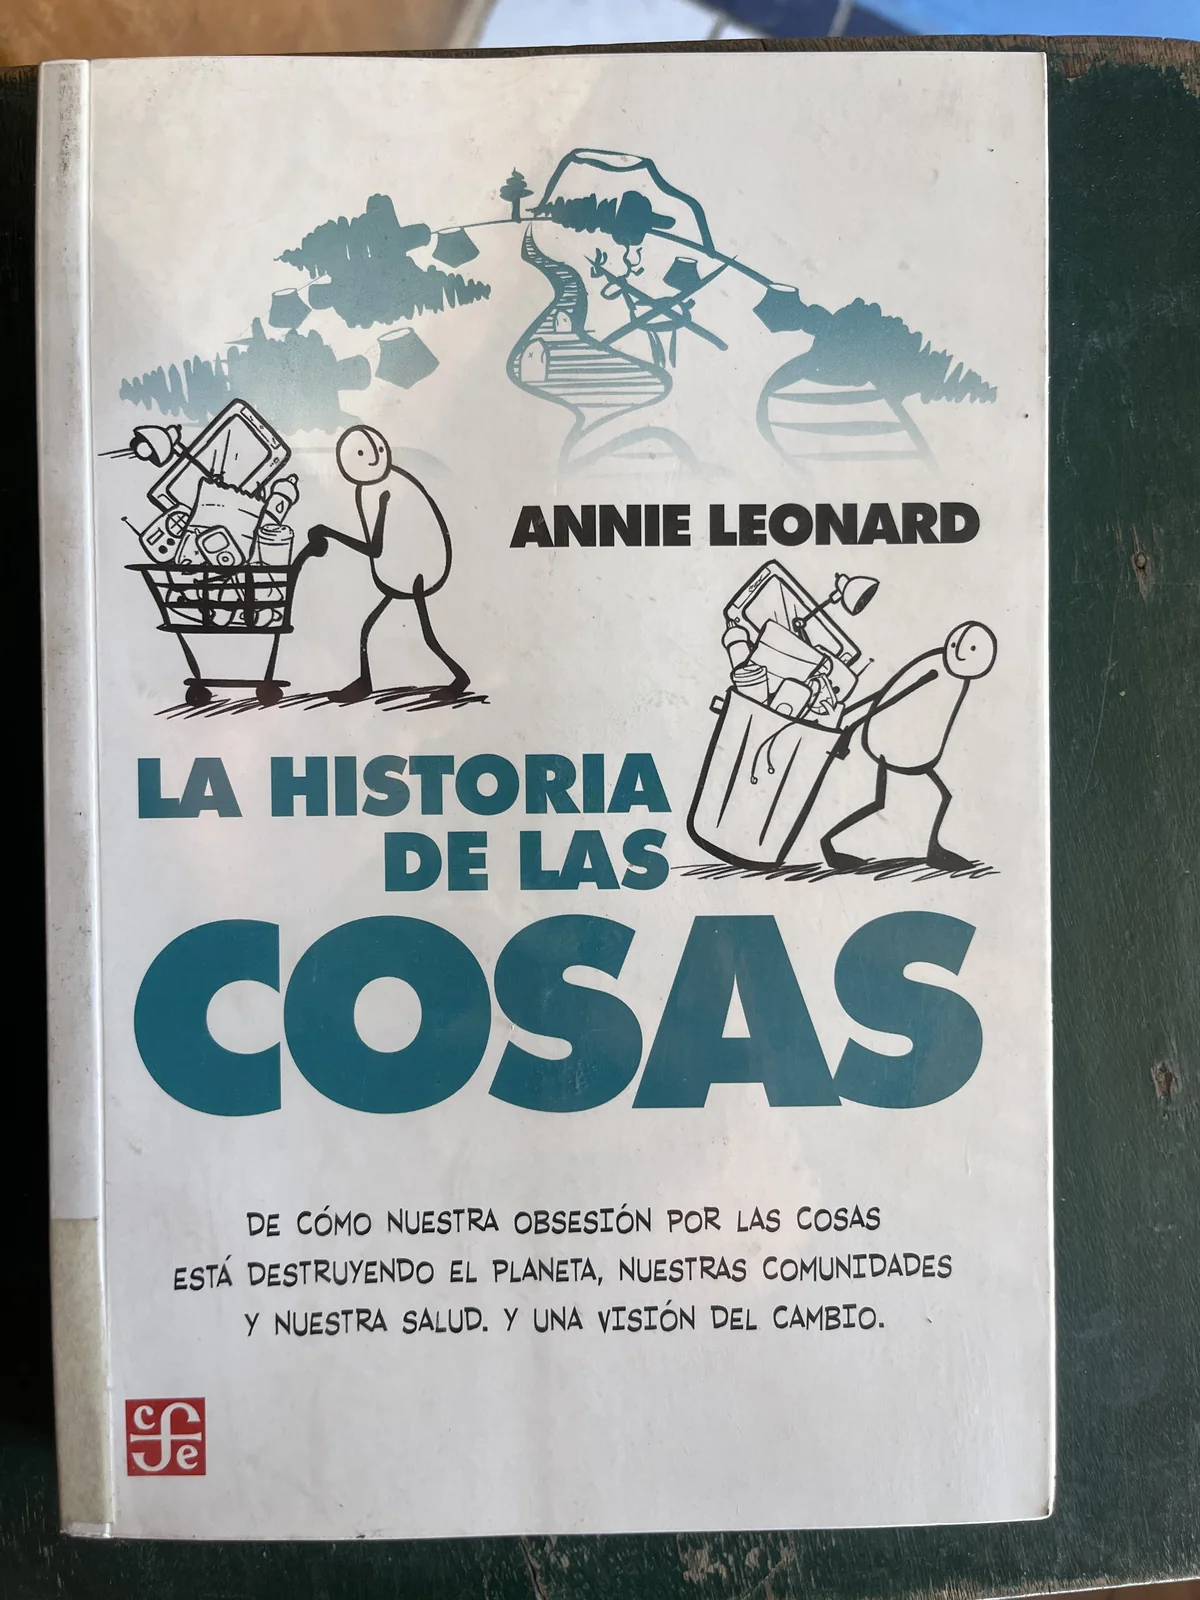 ANNIE LEONARD
LA HISTORIA
DE LAS
COSAS
DE CÓMO NUESTRA OBSESIÓN POR LAS COSAS
ESTÁ DESTRUYENDO EL PLANETA, NUESTRAS COMUNIDADES
Y NUESTRA SALUD. Y UNA VISIÓN DEL CAMBIO.
cfe